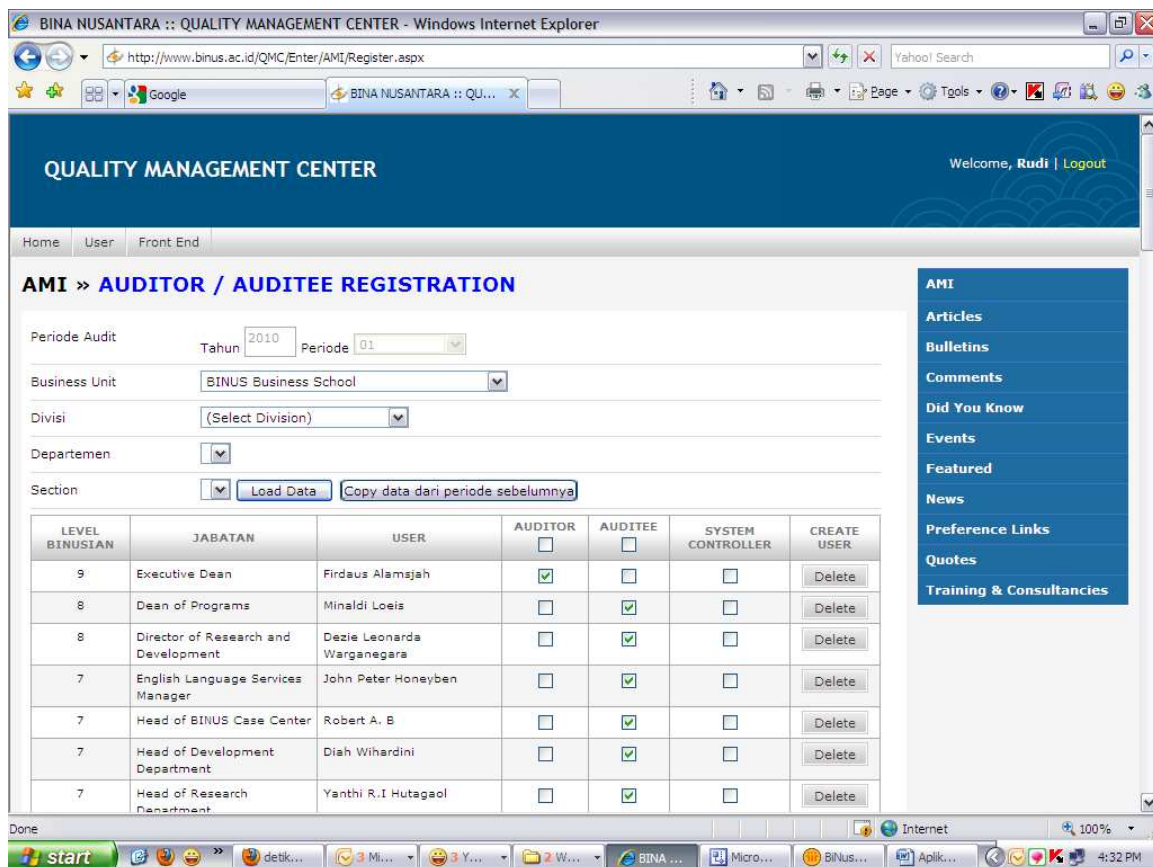 BINA NUSANTARA :: QUALITY MANAGEMENT CENTER - Windows Internet Explorer
http://www.binus.ac.id/QMC/Enter/AMI/Register.aspx
Yahoo! Search
Google
BINA NUSANTARA :: QU...
Page
Tools
QUALITY MANAGEMENT CENTER
Welcome, Rudi | Logout
Home User Front End
AMI » AUDITOR / AUDITEE REGISTRATION
Periode Audit Tahun 2010 Periode 01
Business Unit BINUS Business School
Divisi (Select Division)
Departemen
Section Load Data Copy data dari periode sebelumnya
LEVEL BINUSIAN JABATAN USER AUDITOR AUDITEE SYSTEM CONTROLLER CREATE USER
9 Executive Dean Firdaus Alamsjah Delete
8 Dean of Programs Minaldi Loeis Delete
8 Director of Research and Development Dezie Leonarda Warganegara Delete
7 English Language Services Manager John Peter Honeyben Delete
7 Head of BINUS Case Center Robert A. B Delete
7 Head of Development Department Diah Wihardini Delete
7 Head of Research Department Yanthi R.I Hutagaol Delete
AMI
Articles
Bulletins
Comments
Did You Know
Events
Featured
News
Preference Links
Quotes
Training & Consultancies
Done Internet 100%
start detik... 3 Mi... 3 Y... 2 W... BINA ... Micro... BiNus... Aplik... 4:32 PM